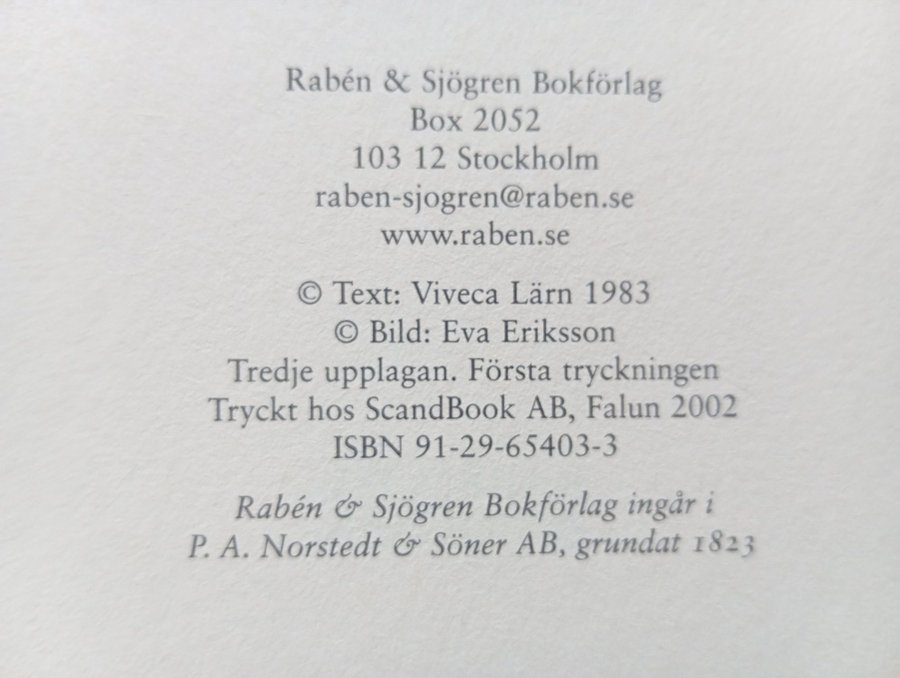 Rabén & Sjögren Bokförlag
Box 2052
103 12 Stockholm
raben-sjogren@raben.se
www.raben.se
© Text: Viveca Lärn 1983
© Bild: Eva Eriksson
Tredje upplagan. Första tryckningen
Tryckt hos ScandBook AB, Falun 2002
ISBN 91-29-65403-3
Rabén & Sjögren Bokförlag ingår i
P. A. Norstedt & Söner AB, grundat 1823